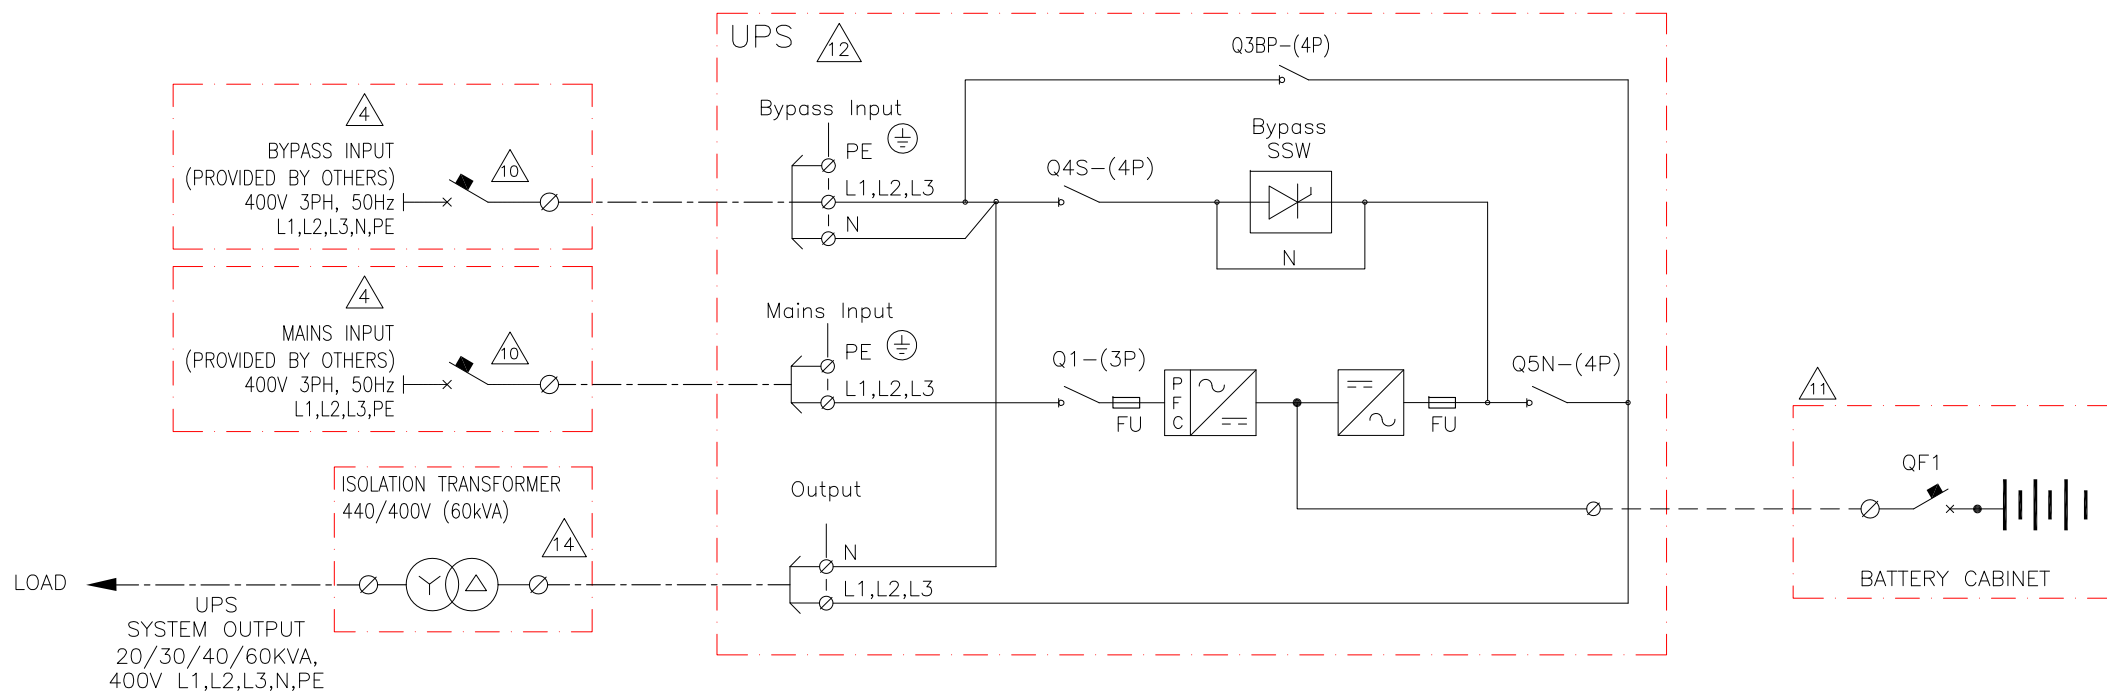 UPS
12
Q3BP-(4P)
4
BYPASS INPUT
(PROVIDED BY OTHERS)
400V 3PH, 50Hz
L1,L2,L3,N,PE
10
Bypass Input
PE
L1,L2,L3
N
Q4S-(4P)
Bypass
SSW
N
4
MAINS INPUT
(PROVIDED BY OTHERS)
400V 3PH, 50Hz
L1,L2,L3,PE
10
Mains Input
PE
L1,L2,L3
Q1-(3P)
FU
P
F
C
FU
Q5N-(4P)
11
QF1
BATTERY CABINET
ISOLATION TRANSFORMER
440/400V (60kVA)
14
Output
N
L1,L2,L3
LOAD
UPS
SYSTEM OUTPUT
20/30/40/60KVA,
400V L1,L2,L3,N,PE